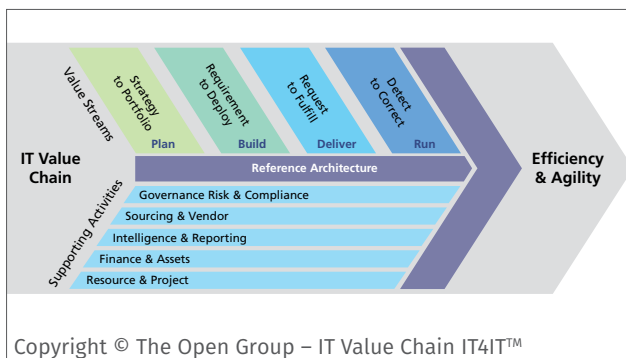 Value Streams
Strategy
to Portfolio
Plan
Requirement
to Deploy
Build
Request
to Fulfill
Deliver
Detect
to Correct
Run
IT Value
Chain
Reference Architecture
Efficiency
& Agility
Supporting Activities
Governance Risk & Compliance
Sourcing & Vendor
Intelligence & Reporting
Finance & Assets
Resource & Project
Copyright © The Open Group – IT Value Chain IT4IT™